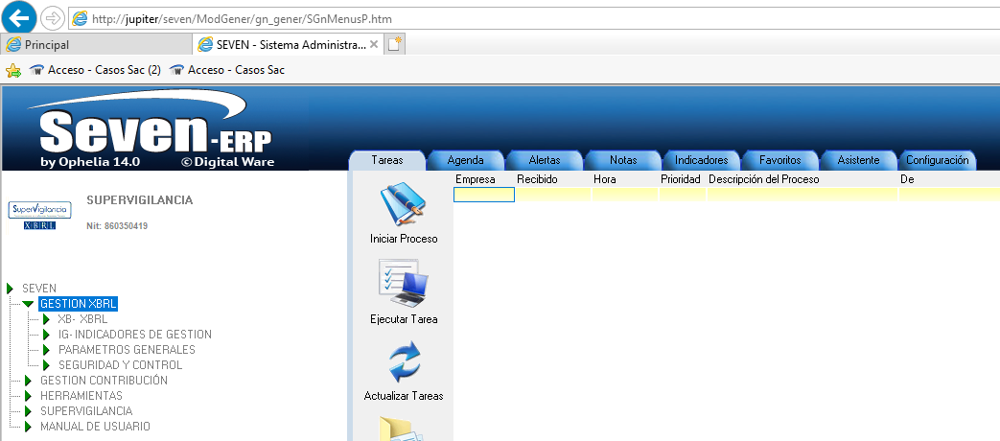 http://jupiter/seven/ModGener/gn_gener/SGnMenusP.htm
Principal
SEVEN - Sistema Administra...
Acceso - Casos Sac (2)
Acceso - Casos Sac
Seven-ERP
by Ophelia 14.0
© Digital Ware
Tareas
Agenda
Alertas
Notas
Indicadores
Favoritos
Asistente
Configuración
SuperVigilancia
XBRL
SUPERVIGILANCIA
Nit: 860350419
SEVEN
GESTION XBRL
XB- XBRL
IG- INDICADORES DE GESTION
PARAMETROS GENERALES
SEGURIDAD Y CONTROL
GESTION CONTRIBUCIÓN
HERRAMIENTAS
SUPERVIGILANCIA
MANUAL DE USUARIO
Iniciar Proceso
Ejecutar Tarea
Actualizar Tareas
Empresa
Recibido
Hora
Prioridad
Descripción del Proceso
De